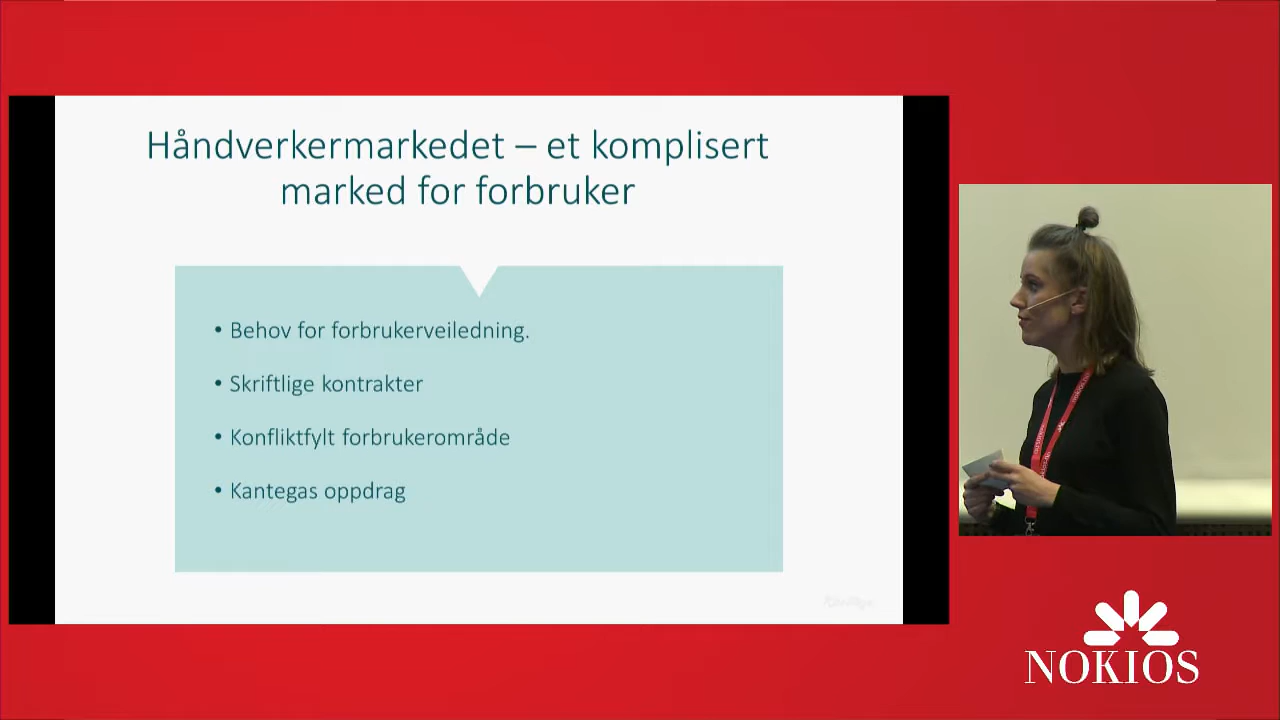 Håndverkermarkedet – et komplisert
marked for forbruker
• Behov for forbrukerveiledning.
• Skriftlige kontrakter
• Konfliktfylt forbrukerområde
• Kantegas oppdrag
NOKIOS